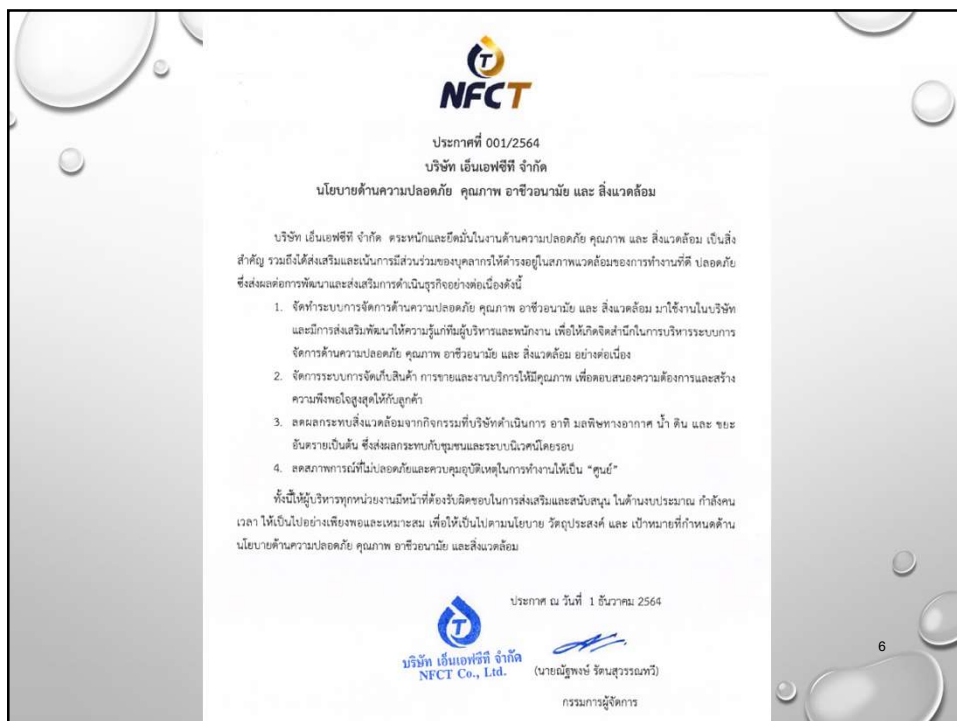 T
NFCT
ประกาศที่ 001/2564
บริษัท เอ็นเอฟซีที จำกัด
นโยบายด้านความปลอดภัย คุณภาพ อาชีวอนามัย และ สิ่งแวดล้อม
บริษัท เอ็นเอฟซีที จำกัด ตระหนักและยึดมั่นในงานด้านความปลอดภัย คุณภาพ และ สิ่งแวดล้อม เป็นสิ่ง
สำคัญ รวมถึงได้ส่งเสริมและเน้นการมีส่วนร่วมของบุคลากรให้ดำรงอยู่ในสภาพแวดล้อมของการทำงานที่ดี ปลอดภัย
ซึ่งส่งผลต่อการพัฒนาและส่งเสริมการดำเนินธุรกิจอย่างต่อเนื่องดังนี้
1. จัดทำระบบการจัดการด้านความปลอดภัย คุณภาพ อาชีวอนามัย และ สิ่งแวดล้อม มาใช้งานในบริษัท
และมีการส่งเสริมพัฒนาให้ความรู้แก่ทีมผู้บริหารและพนักงาน เพื่อให้เกิดจิตสำนึกในการบริหารระบบการ
จัดการด้านความปลอดภัย คุณภาพ อาชีวอนามัย และ สิ่งแวดล้อม อย่างต่อเนื่อง
2. จัดการระบบการจัดเก็บสินค้า การขายและงานบริการให้มีคุณภาพ เพื่อตอบสนองความต้องการและสร้าง
ความพึงพอใจสูงสุดให้กับลูกค้า
3. ลดผลกระทบสิ่งแวดล้อมจากกิจกรรมที่บริษัทดำเนินการ อาทิ มลพิษทางอากาศ น้ำ ดิน และ ขยะ
อันตรายเป็นต้น ซึ่งส่งผลกระทบกับชุมชนและระบบนิเวศน์โดยรอบ
4. ลดสภาพการณ์ที่ไม่ปลอดภัยและควบคุมอุบัติเหตุในการทำงานให้เป็น “ศูนย์”
ทั้งนี้ให้ผู้บริหารทุกหน่วยงานมีหน้าที่ต้องรับผิดชอบในการส่งเสริมและสนับสนุน ในด้านงบประมาณ กำลังคน
เวลา ให้เป็นไปอย่างเพียงพอและเหมาะสม เพื่อให้เป็นไปตามนโยบาย วัตถุประสงค์ และ เป้าหมายที่กำหนดด้าน
นโยบายด้านความปลอดภัย คุณภาพ อาชีวอนามัย และสิ่งแวดล้อม
ประกาศ ณ วันที่ 1 ธันวาคม 2564
T
บริษัท เอ็นเอฟซีที จำกัด
NFCT Co., Ltd.
(นายณัฐพงษ์ รัตนสุวรรณทวี)
กรรมการผู้จัดการ
6